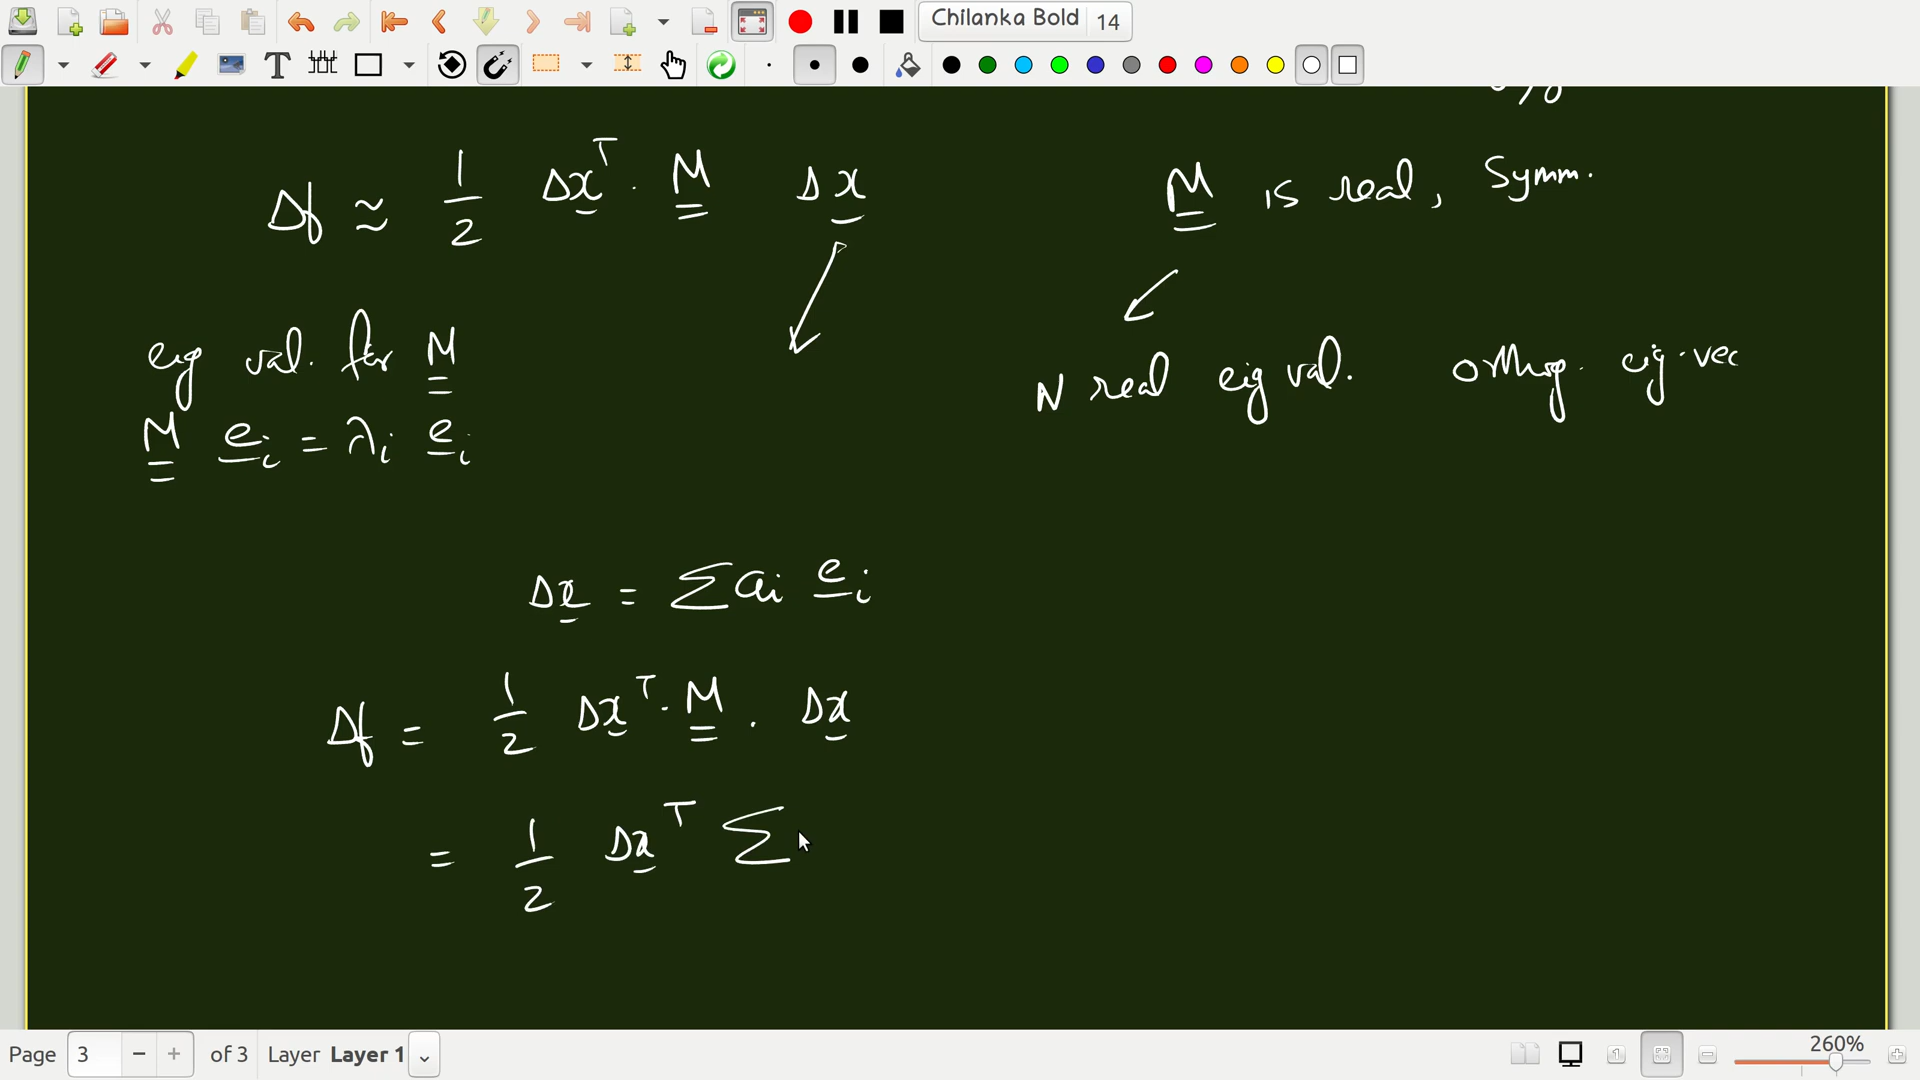 Chilanka Bold 14
Δf ≈ 1/2 Δx^T · M Δx
M is real, Symm.
eig val. for M
M e_i = λ_i e_i
N real eig val. orthog. eig. vec
Δx = Σ a_i e_i
Δf = 1/2 Δx^T · M · Δx
= 1/2 Δx^T Σ
Page 3 of 3 Layer Layer 1 260%